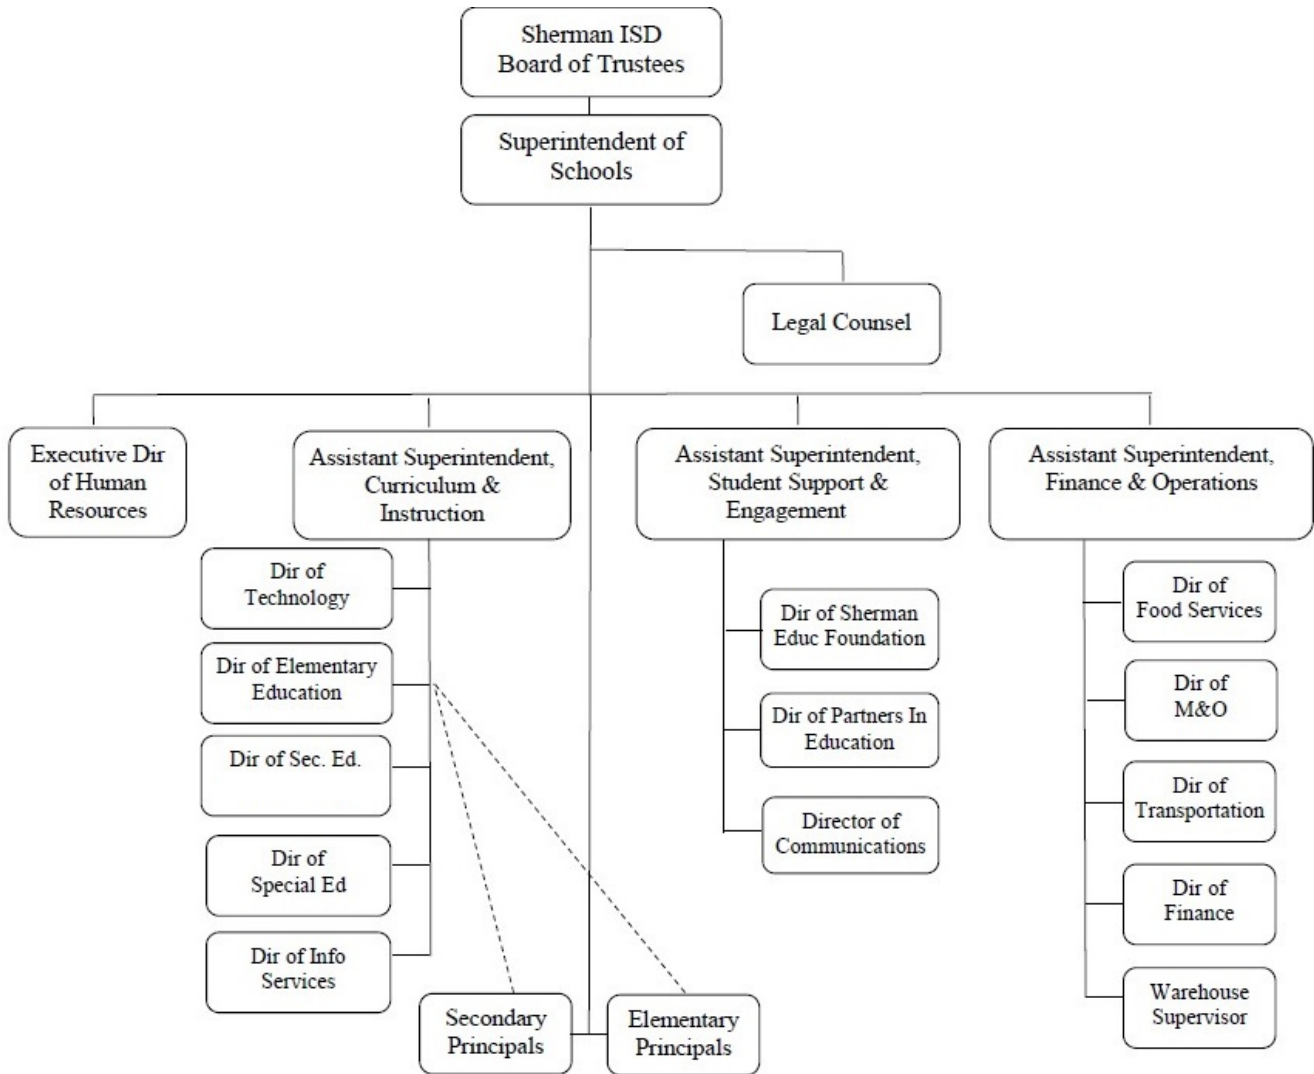 Sherman ISD
Board of Trustees
Superintendent of
Schools
Legal Counsel
Executive Dir
of Human
Resources
Assistant Superintendent,
Curriculum &
Instruction
Dir of
Technology
Dir of Elementary
Education
Dir of Sec. Ed.
Dir of
Special Ed
Dir of Info
Services
Secondary
Principals
Elementary
Principals
Assistant Superintendent,
Student Support &
Engagement
Dir of Sherman
Educ Foundation
Dir of Partners In
Education
Director of
Communications
Assistant Superintendent,
Finance & Operations
Dir of
Food Services
Dir of
M&O
Dir of
Transportation
Dir of
Finance
Warehouse
Supervisor